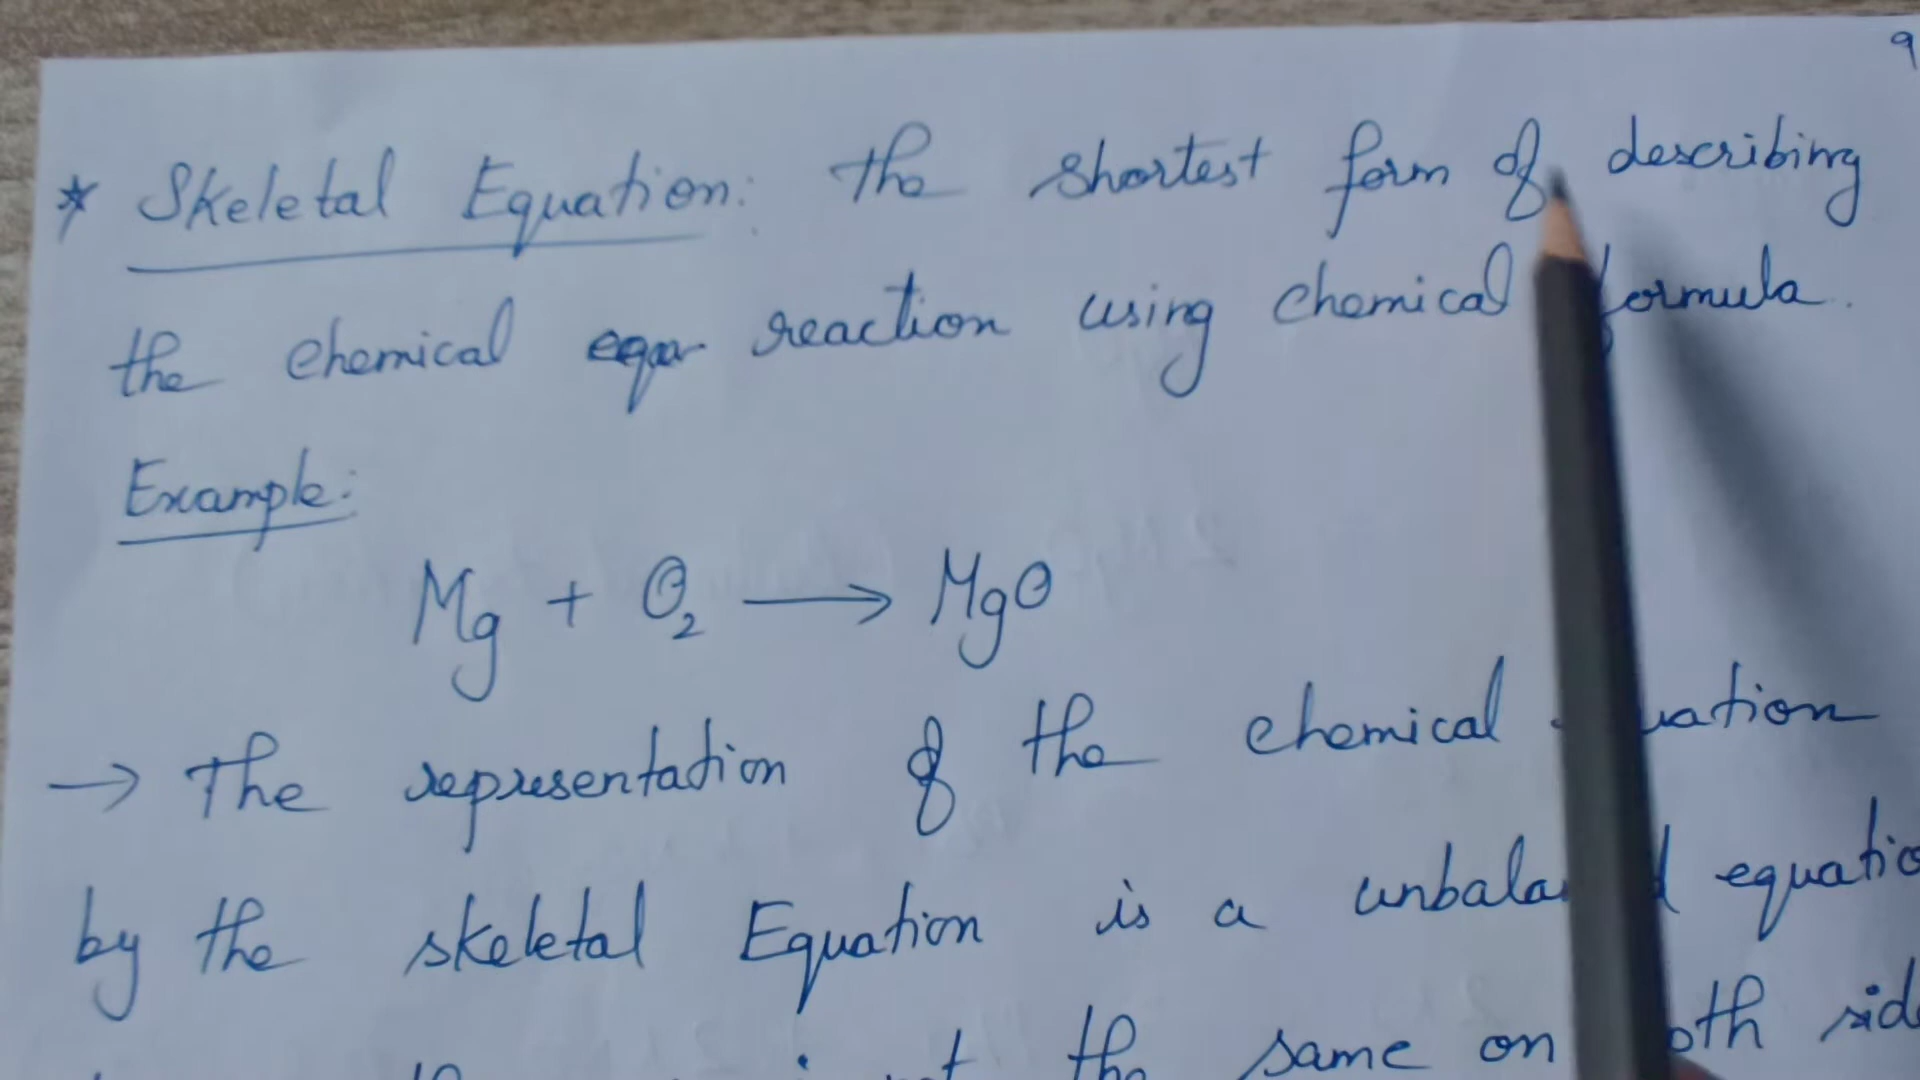 9
* Skeletal Equation: the shortest form of describing
the chemical equa reaction using chemical formula.
Example:
Mg + O₂ ⟶ MgO
→ The representation of the chemical
by the skeletal Equation is a
the same on